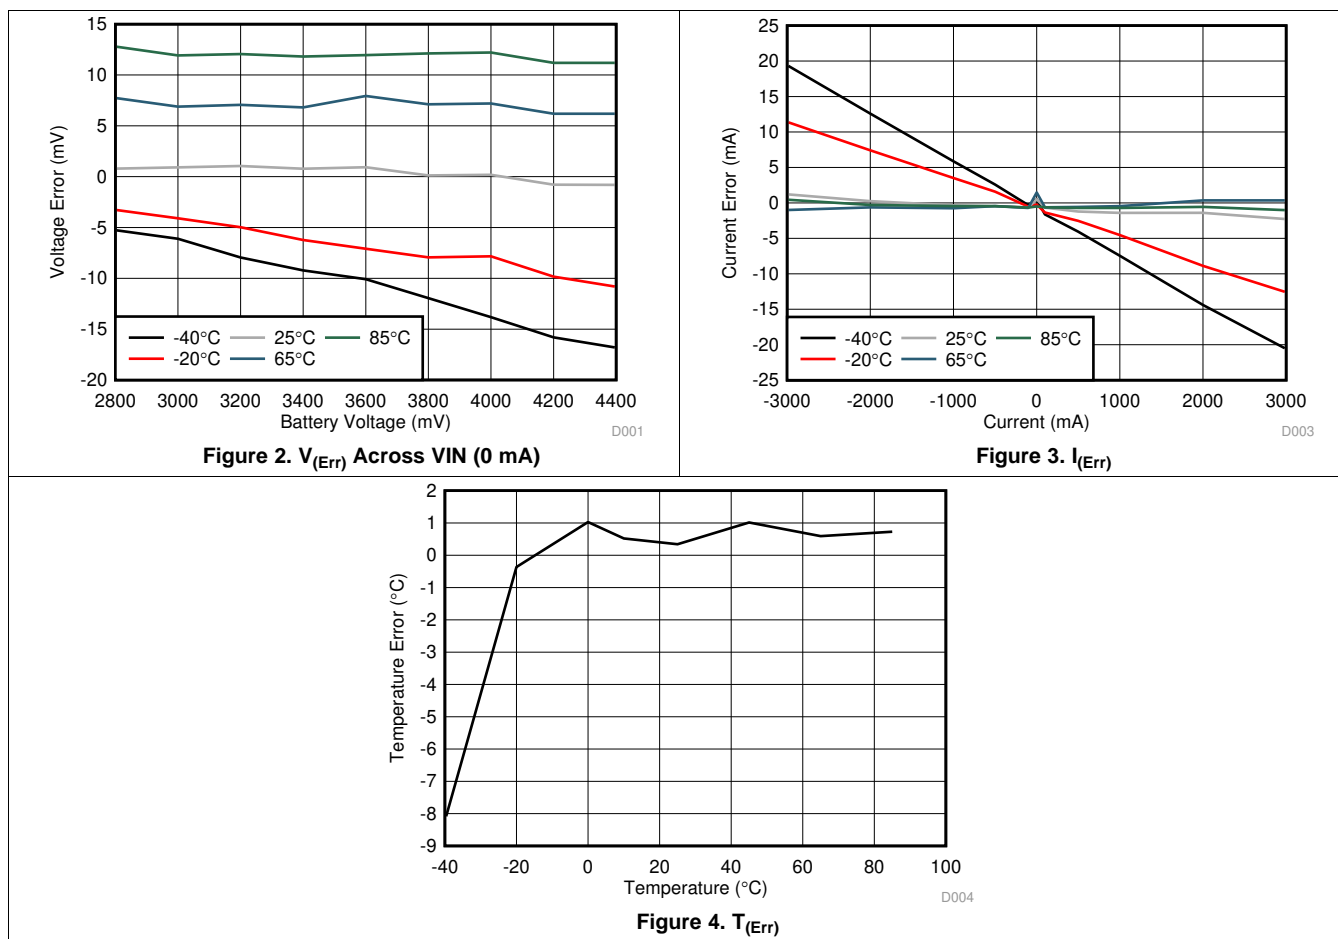 15
10
5
0
-5
-10
-15
-20
Voltage Error (mV)
-40°C 25°C 85°C
-20°C 65°C
2800 3000 3200 3400 3600 3800 4000 4200 4400
Battery Voltage (mV)
D001
Figure 2. V(Err) Across VIN (0 mA)
25
20
15
10
5
0
-5
-10
-15
-20
-25
Current Error (mA)
-40°C 25°C 85°C
-20°C 65°C
-3000 -2000 -1000 0 1000 2000 3000
Current (mA)
D003
Figure 3. I(Err)
2
1
0
-1
-2
-3
-4
-5
-6
-7
-8
-9
Temperature Error (°C)
-40 -20 0 20 40 60 80 100
Temperature (°C)
D004
Figure 4. T(Err)